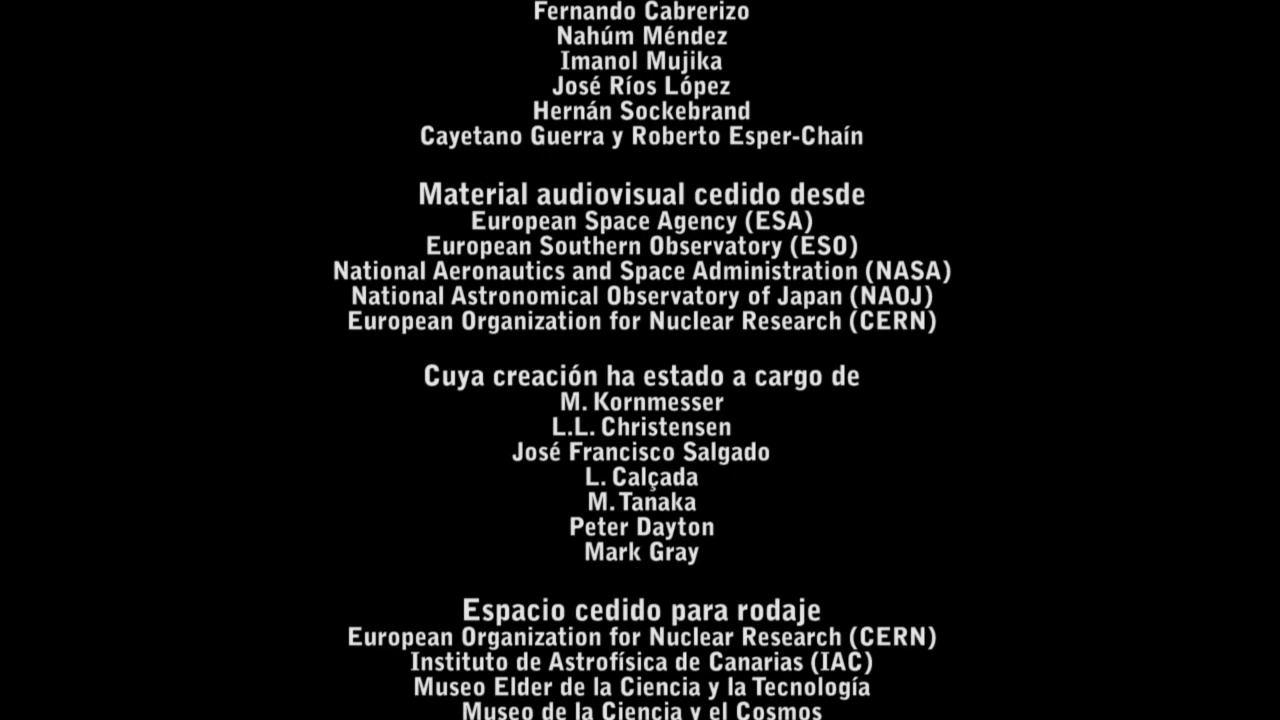 Fernando Cabrerizo
Nahúm Méndez
Imanol Mujika
José Ríos López
Hernán Sockebrand
Cayetano Guerra y Roberto Esper-Chaín
Material audiovisual cedido desde
European Space Agency (ESA)
European Southern Observatory (ESO)
National Aeronautics and Space Administration (NASA)
National Astronomical Observatory of Japan (NAOJ)
European Organization for Nuclear Research (CERN)
Cuya creación ha estado a cargo de
M. Kornmesser
L.L. Christensen
José Francisco Salgado
L. Calçada
M. Tanaka
Peter Dayton
Mark Gray
Espacio cedido para rodaje
European Organization for Nuclear Research (CERN)
Instituto de Astrofísica de Canarias (IAC)
Museo Elder de la Ciencia y la Tecnología
Museo de la Ciencia y el Cosmos